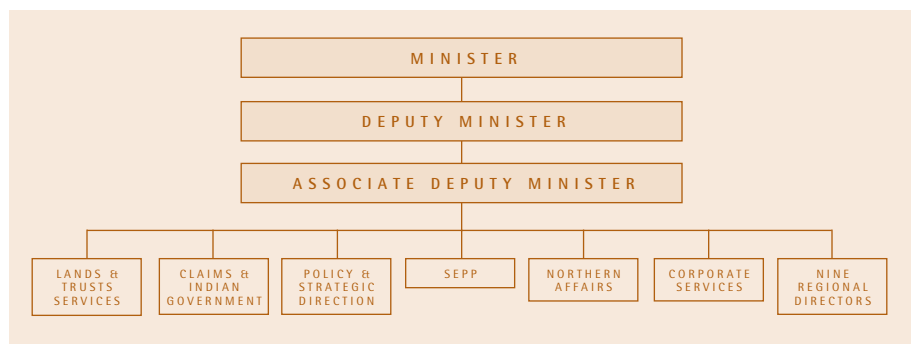 MINISTER
DEPUTY MINISTER
ASSOCIATE DEPUTY MINISTER
LANDS &
TRUSTS
SERVICES
CLAIMS &
INDIAN
GOVERNMENT
POLICY &
STRATEGIC
DIRECTION
SEPP
NORTHERN
AFFAIRS
CORPORATE
SERVICES
NINE
REGIONAL
DIRECTORS